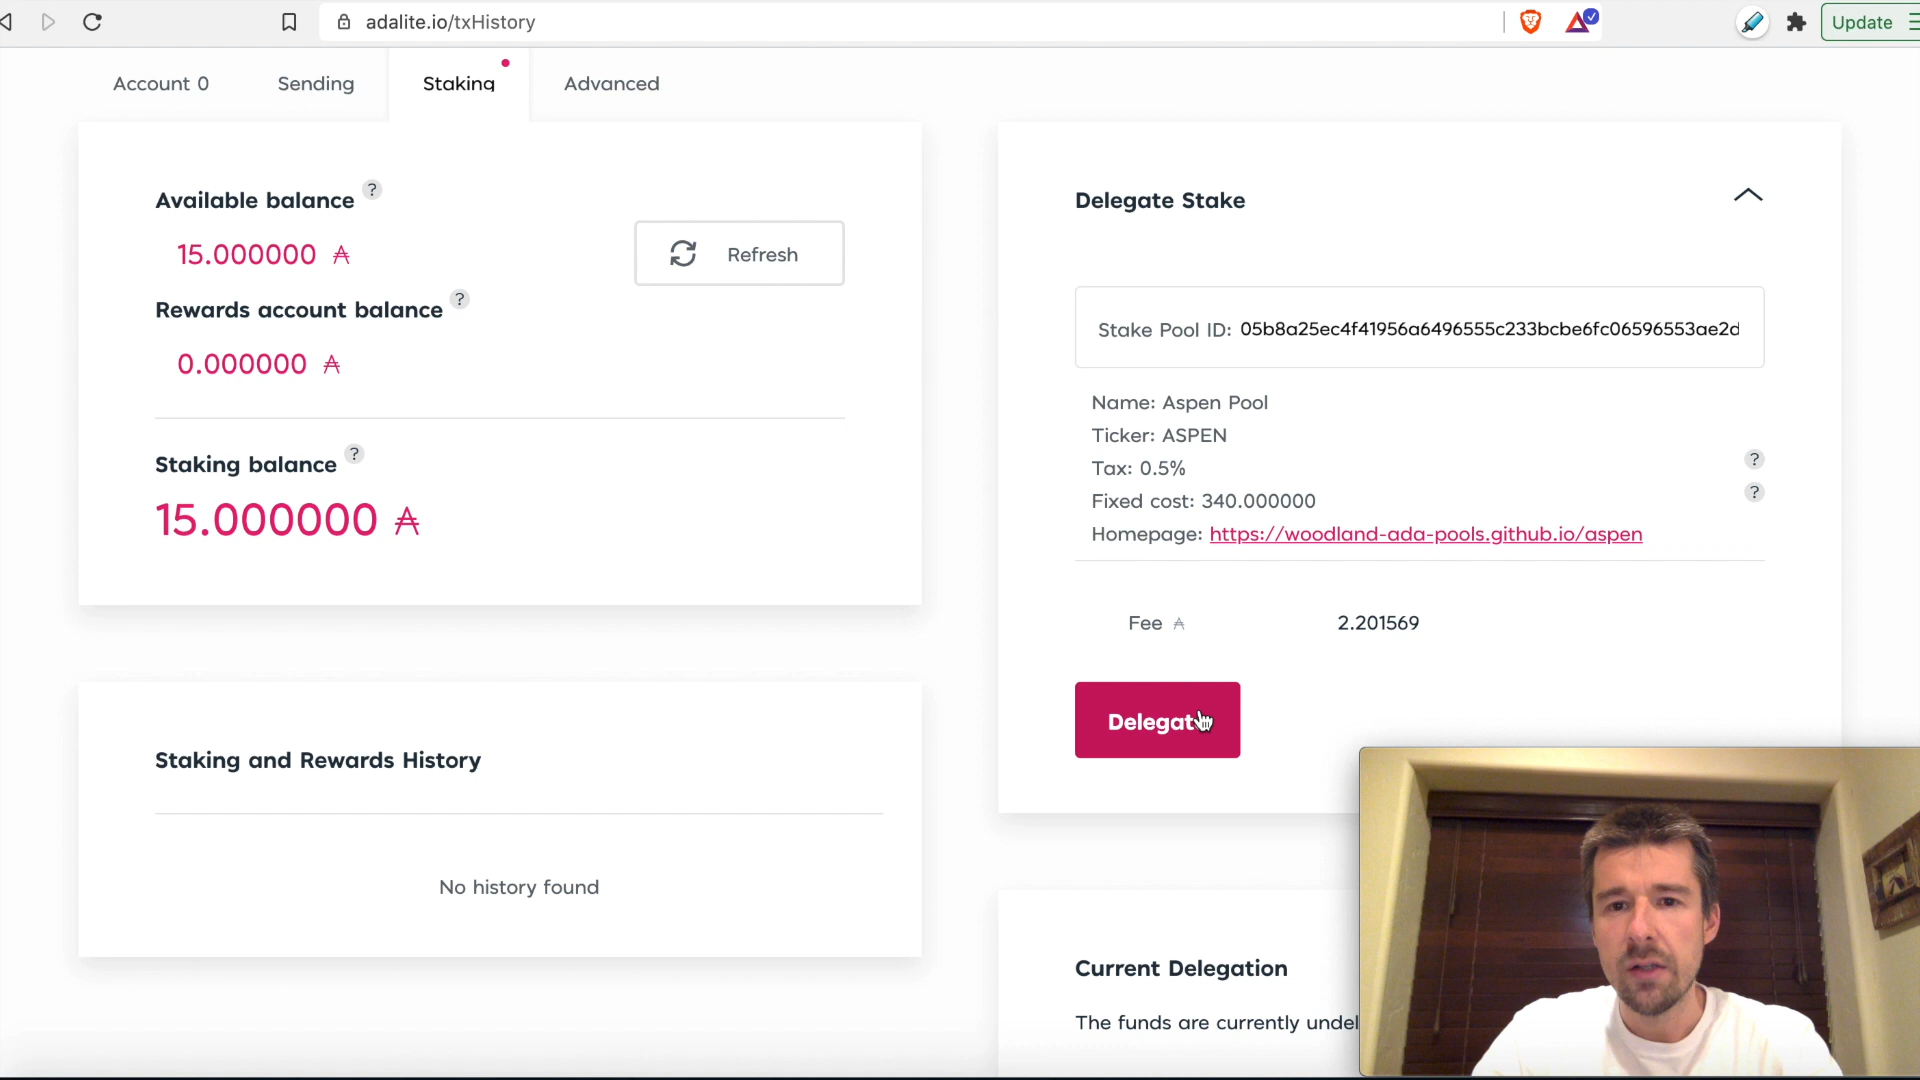 adalite.io/txHistory
Update
Account 0
Sending
Staking
Advanced
Available balance ?
15.000000 ₳
Refresh
Rewards account balance ?
0.000000 ₳
Staking balance ?
15.000000 ₳
Staking and Rewards History
No history found
Delegate Stake
Stake Pool ID: 05b8a25ec4f41956a6496555c233bcbe6fc06596553ae2d
Name: Aspen Pool
Ticker: ASPEN
Tax: 0.5% ?
Fixed cost: 340.000000 ?
Homepage: https://woodland-ada-pools.github.io/aspen
Fee ₳ 2.201569
Delegat
Current Delegation
The funds are currently undel